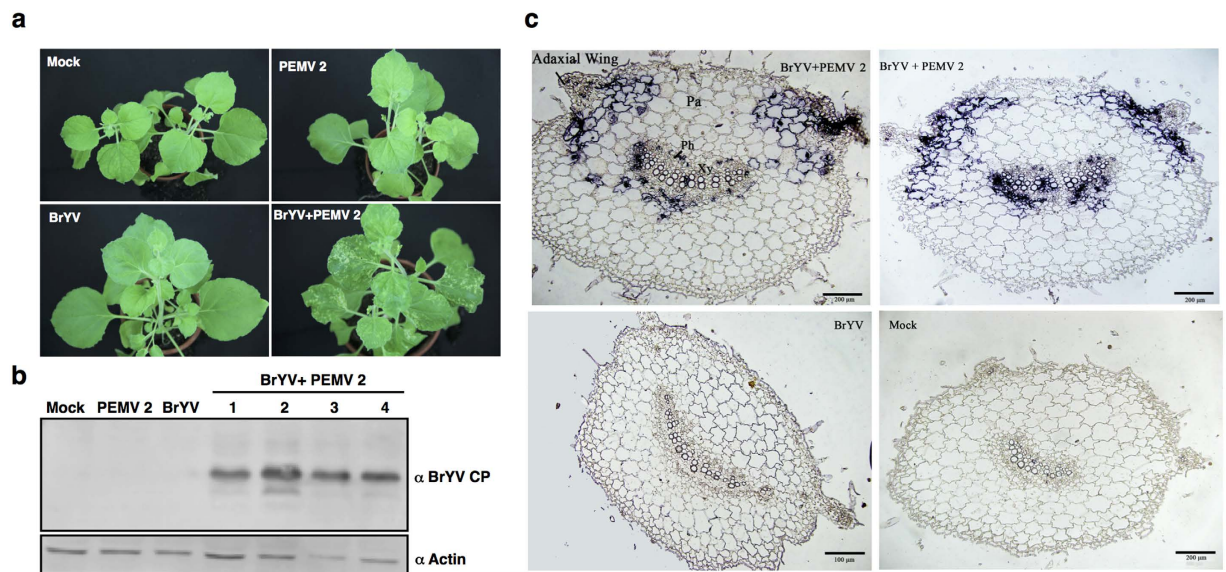 a
Mock
PEMV 2
BrYV
BrYV+PEMV 2
b
BrYV+ PEMV 2
Mock PEMV 2 BrYV 1 2 3 4
α BrYV CP
α Actin
c
Adaxial Wing
BrYV+PEMV 2
Pa
Ph
Xy
200 µm
BrYV + PEMV 2
200 µm
BrYV
100 µm
Mock
200 µm